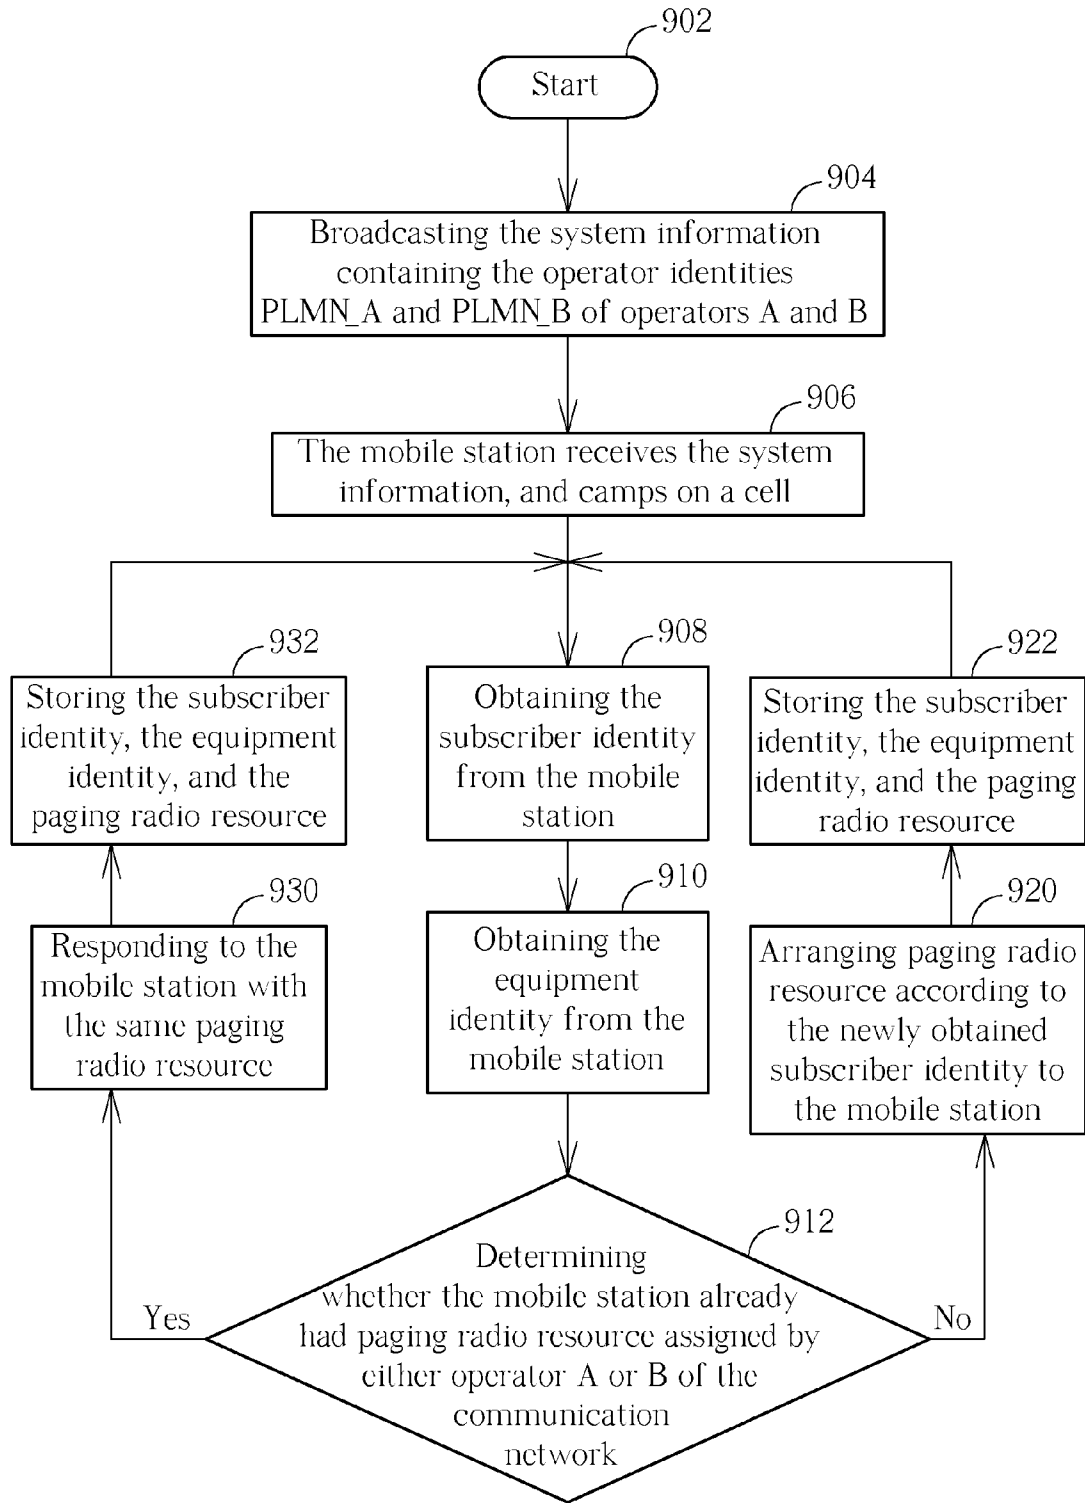 902
Start
904
Broadcasting the system information
containing the operator identities
PLMN_A and PLMN_B of operators A and B
906
The mobile station receives the system
information, and camps on a cell
932
Storing the subscriber
identity, the equipment
identity, and the
paging radio resource
908
Obtaining the
subscriber identity
from the mobile
station
922
Storing the subscriber
identity, the equipment
identity, and the paging
radio resource
930
Responding to the
mobile station with
the same paging
radio resource
910
Obtaining the
equipment
identity from the
mobile station
920
Arranging paging radio
resource according to
the newly obtained
subscriber identity to
the mobile station
912
Determining
whether the mobile station already
had paging radio resource assigned by
either operator A or B of the
communication
network
Yes
No